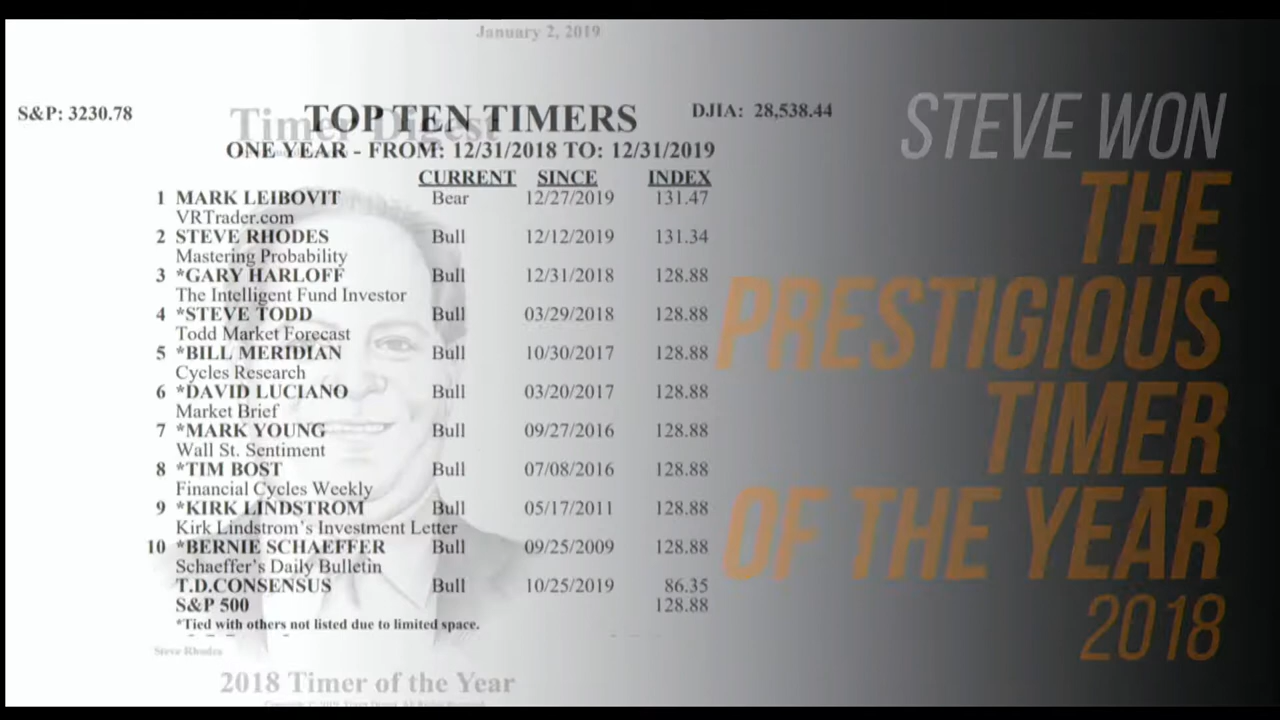 January 2, 2019
S&P: 3230.78
Timer Digest
TOP TEN TIMERS
DJIA: 28,538.44
ONE YEAR - FROM: 12/31/2018 TO: 12/31/2019
CURRENT SINCE INDEX
1 MARK LEIBOVIT Bear 12/27/2019 131.47
VRTrader.com
2 STEVE RHODES Bull 12/12/2019 131.34
Mastering Probability
3 *GARY HARLOFF Bull 12/31/2018 128.88
The Intelligent Fund Investor
4 *STEVE TODD Bull 03/29/2018 128.88
Todd Market Forecast
5 *BILL MERIDIAN Bull 10/30/2017 128.88
Cycles Research
6 *DAVID LUCIANO Bull 03/20/2017 128.88
Market Brief
7 *MARK YOUNG Bull 09/27/2016 128.88
Wall St. Sentiment
8 *TIM BOST Bull 07/08/2016 128.88
Financial Cycles Weekly
9 *KIRK LINDSTROM Bull 05/17/2011 128.88
Kirk Lindstrom's Investment Letter
10 *BERNIE SCHAEFFER Bull 09/25/2009 128.88
Schaeffer's Daily Bulletin
T.D.CONSENSUS Bull 10/25/2019 86.35
S&P 500 128.88
*Tied with others not listed due to limited space.
Steve Rhodes
2018 Timer of the Year
STEVE WON
THE
PRESTIGIOUS
TIMER
OF THE YEAR
2018